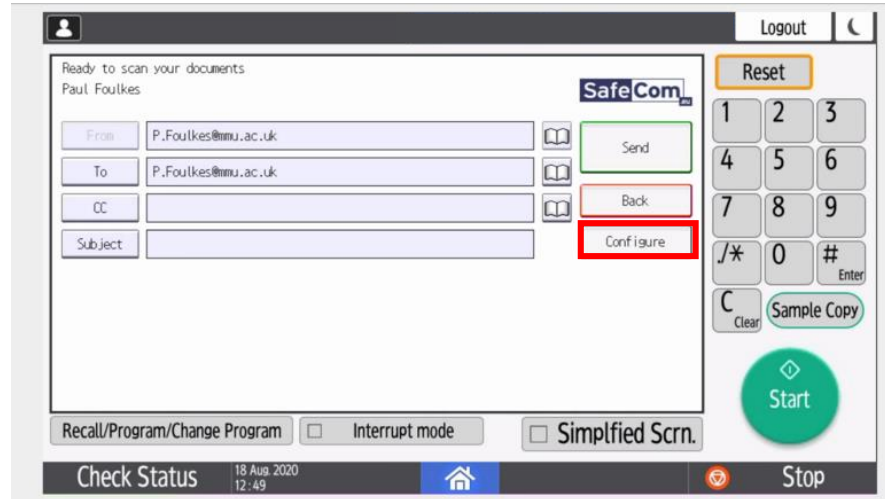 Logout
Ready to scan your documents
Paul Foulkes
SafeCom
au
Reset
From P.Foulkes@mmu.ac.uk
Send
To P.Foulkes@mmu.ac.uk
CC
Back
Subject
Configure
1 2 3
4 5 6
7 8 9
./* 0 # Enter
C Clear Sample Copy
Start
Recall/Program/Change Program Interrupt mode Simplfied Scrn.
Check Status 18 Aug. 2020
12:49
Stop